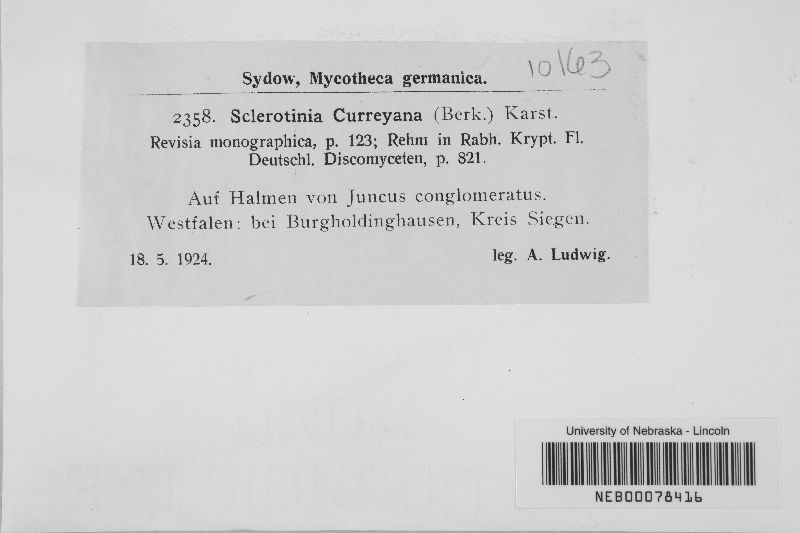 Sydow, Mycotheca germanica.
10163
2358. Sclerotinia Curreyana (Berk.) Karst.
Revisia monographica, p. 123; Rehm in Rabh. Krypt. Fl.
Deutschl. Discomyceten, p. 821.
Auf Halmen von Juncus conglomeratus.
Westfalen: bei Burgholdinghausen, Kreis Siegen.
18. 5. 1924. leg. A. Ludwig.
University of Nebraska - Lincoln
NEB00078416